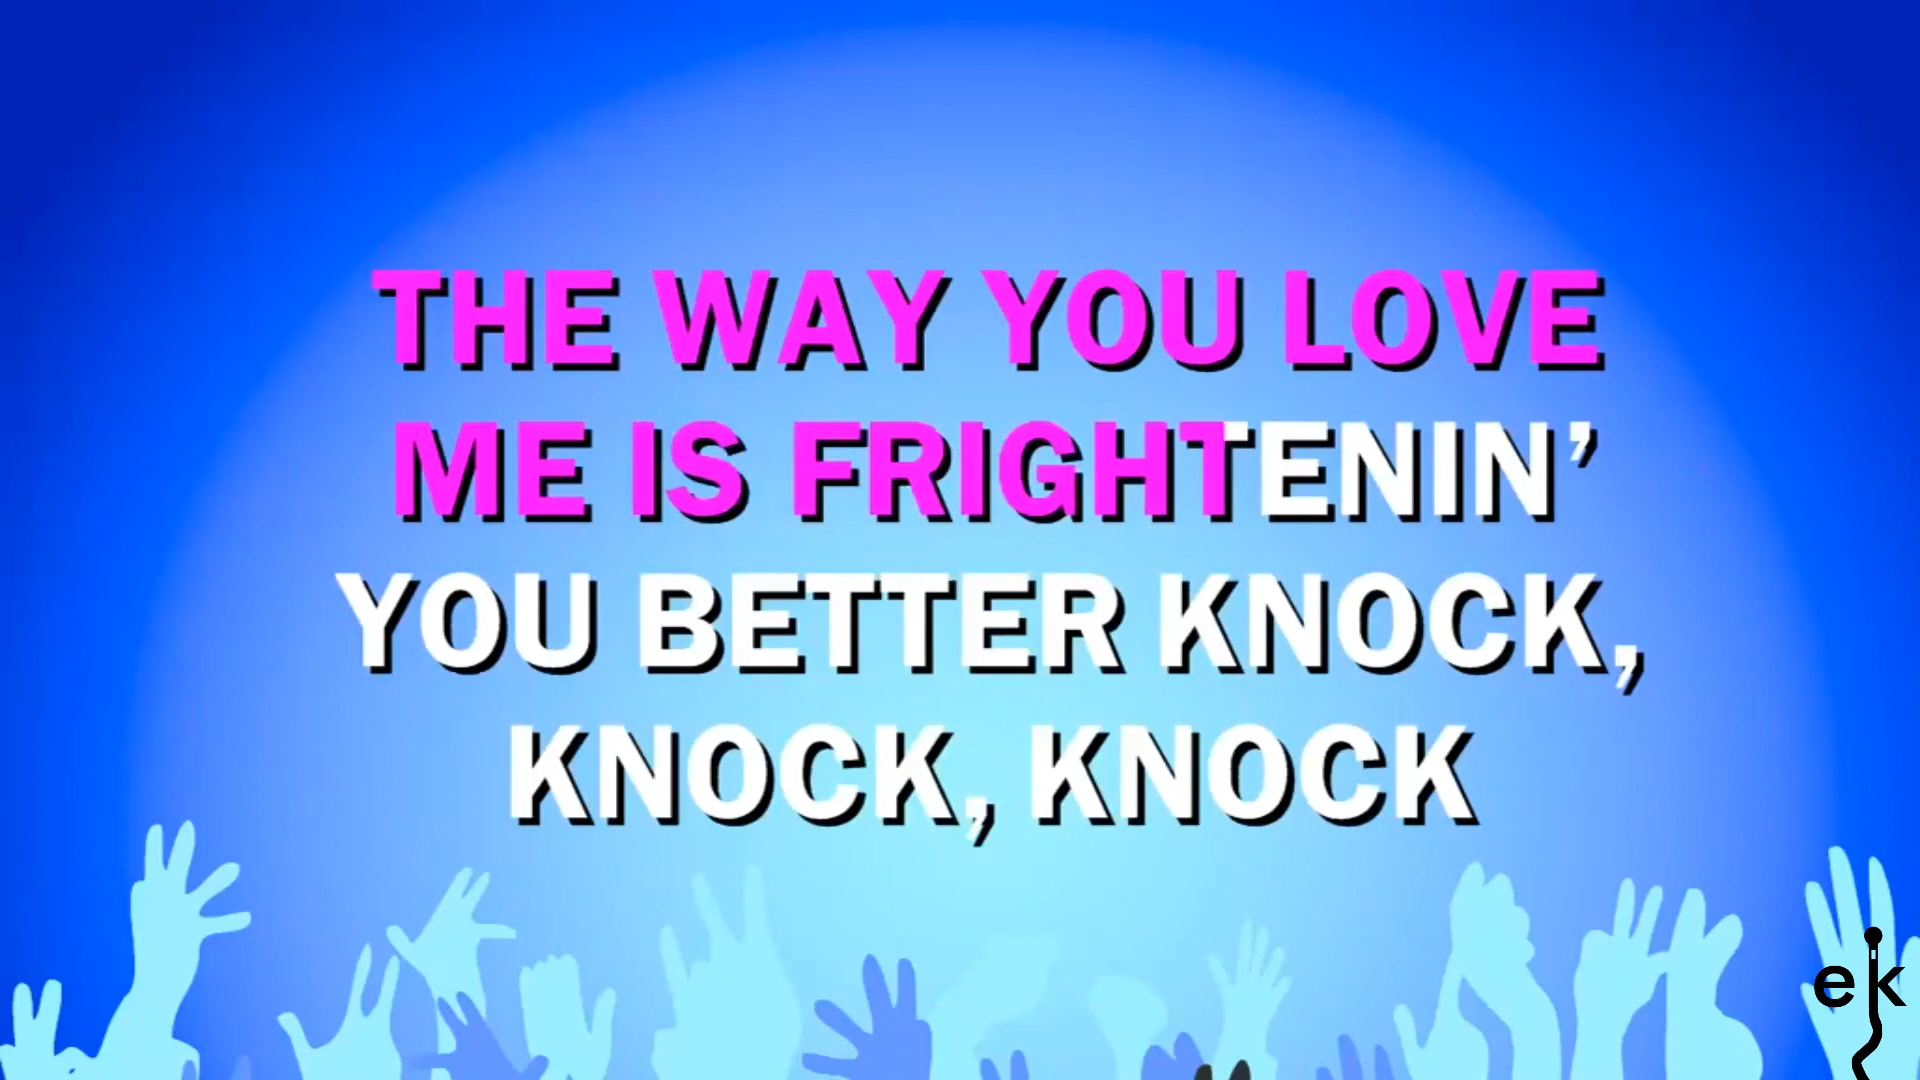 THE WAY YOU LOVE
ME IS FRIGHTENIN’
YOU BETTER KNOCK,
KNOCK, KNOCK
ek